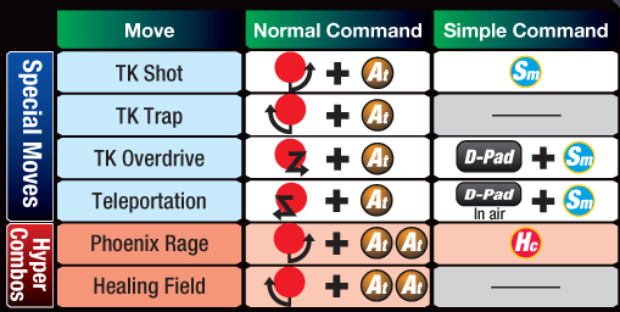 Move Normal Command Simple Command
Special Moves
TK Shot + At Sm
TK Trap + At
TK Overdrive + At D-Pad + Sm
Teleportation + At D-Pad In air + Sm
Hyper Combos
Phoenix Rage + At At Hc
Healing Field + At At